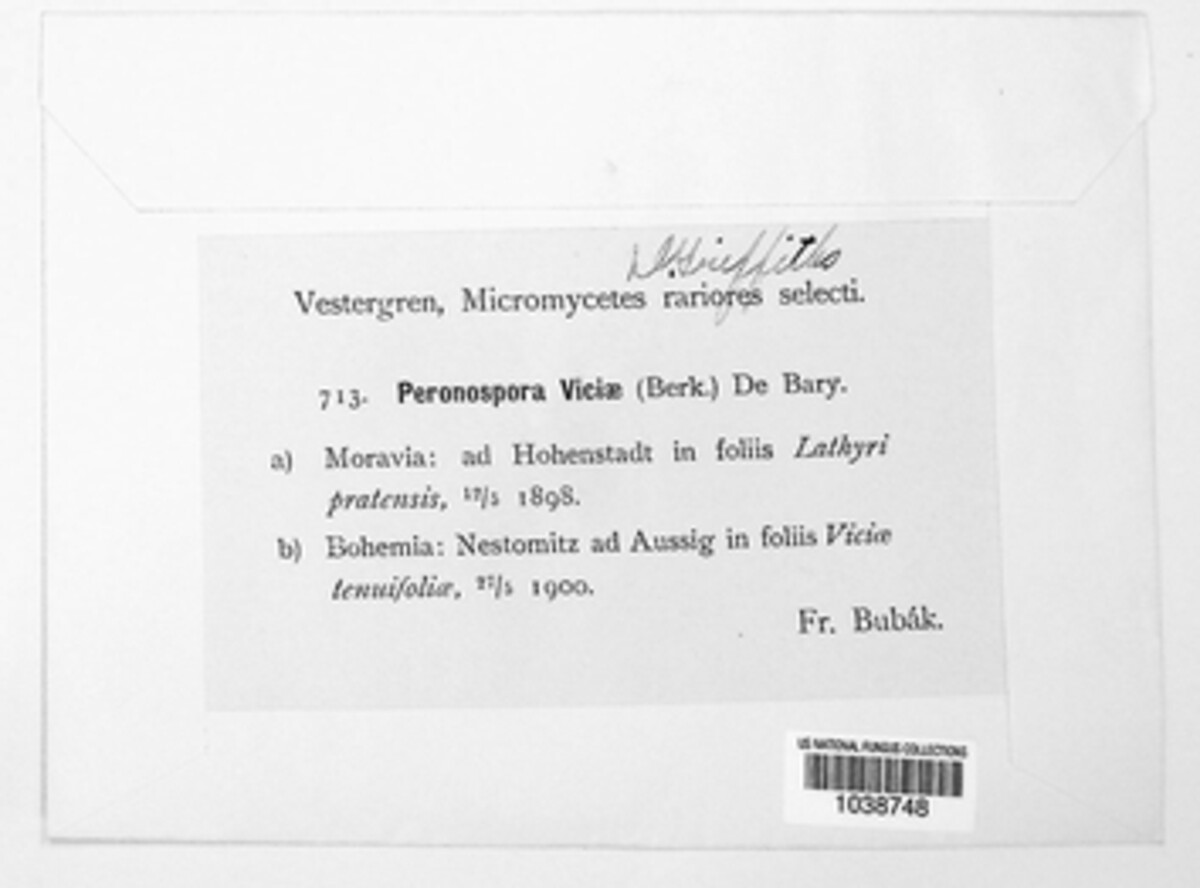 D. Griffiths
Vestergren, Micromycetes rariores selecti.
713. Peronospora Viciæ (Berk.) De Bary.
a) Moravia: ad Hohenstadt in foliis Lathyri
pratensis, 17/5 1898.
b) Bohemia: Nestomitz ad Aussig in foliis Viciæ
tenuifoliæ, /5 1900.
Fr. Bubák.
US NATIONAL FUNGUS COLLECTIONS
1038748